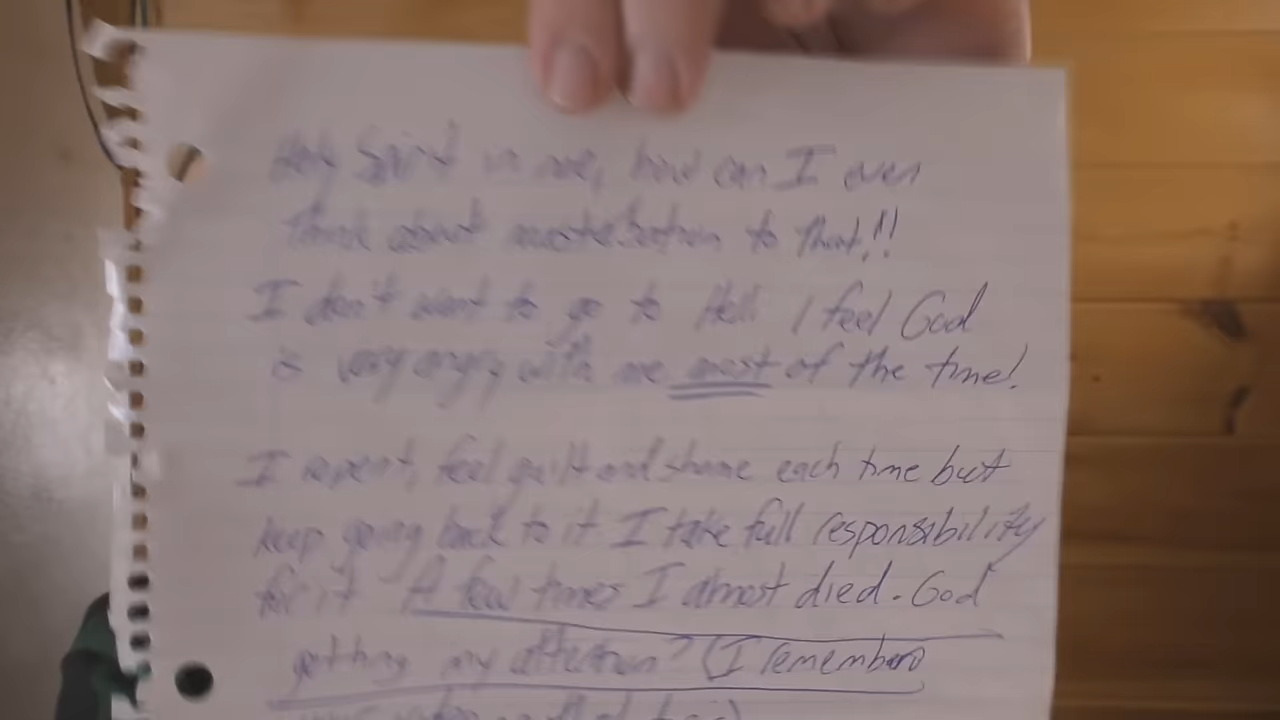 Holy Spirit in me, how can I even
think about masturbation to that!!
I don't want to go to Hell I feel God
is very angry with me most of the time!
I repent, feel guilt and shame each time but
keep going back to it I take full responsibility
for it A few times I almost died. God
getting my attention? (I remember